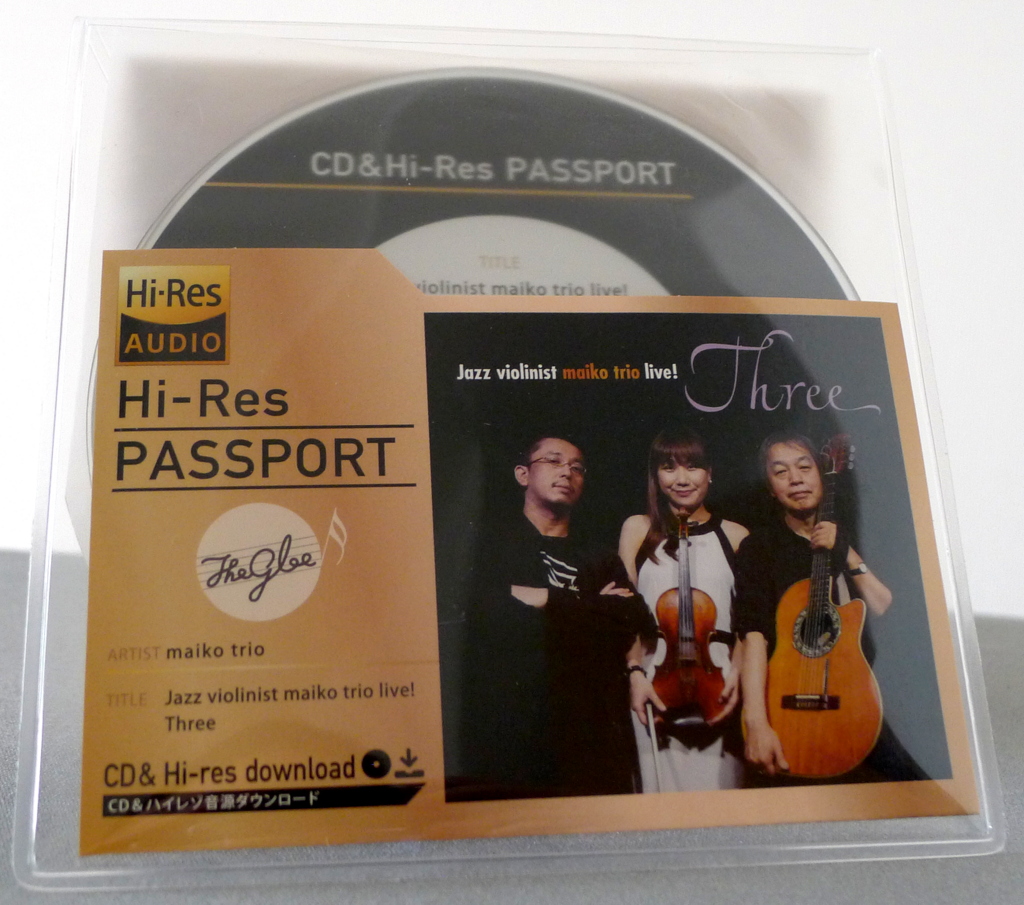 CD&Hi-Res PASSPORT
TITLE
violinist maiko trio live!
Hi-Res
AUDIO
Hi-Res
PASSPORT
TheGlee
ARTIST maiko trio
TITLE Jazz violinist maiko trio live!
Three
CD& Hi-res download
CD&ハイレゾ音源ダウンロード
Jazz violinist maiko trio live!
Three